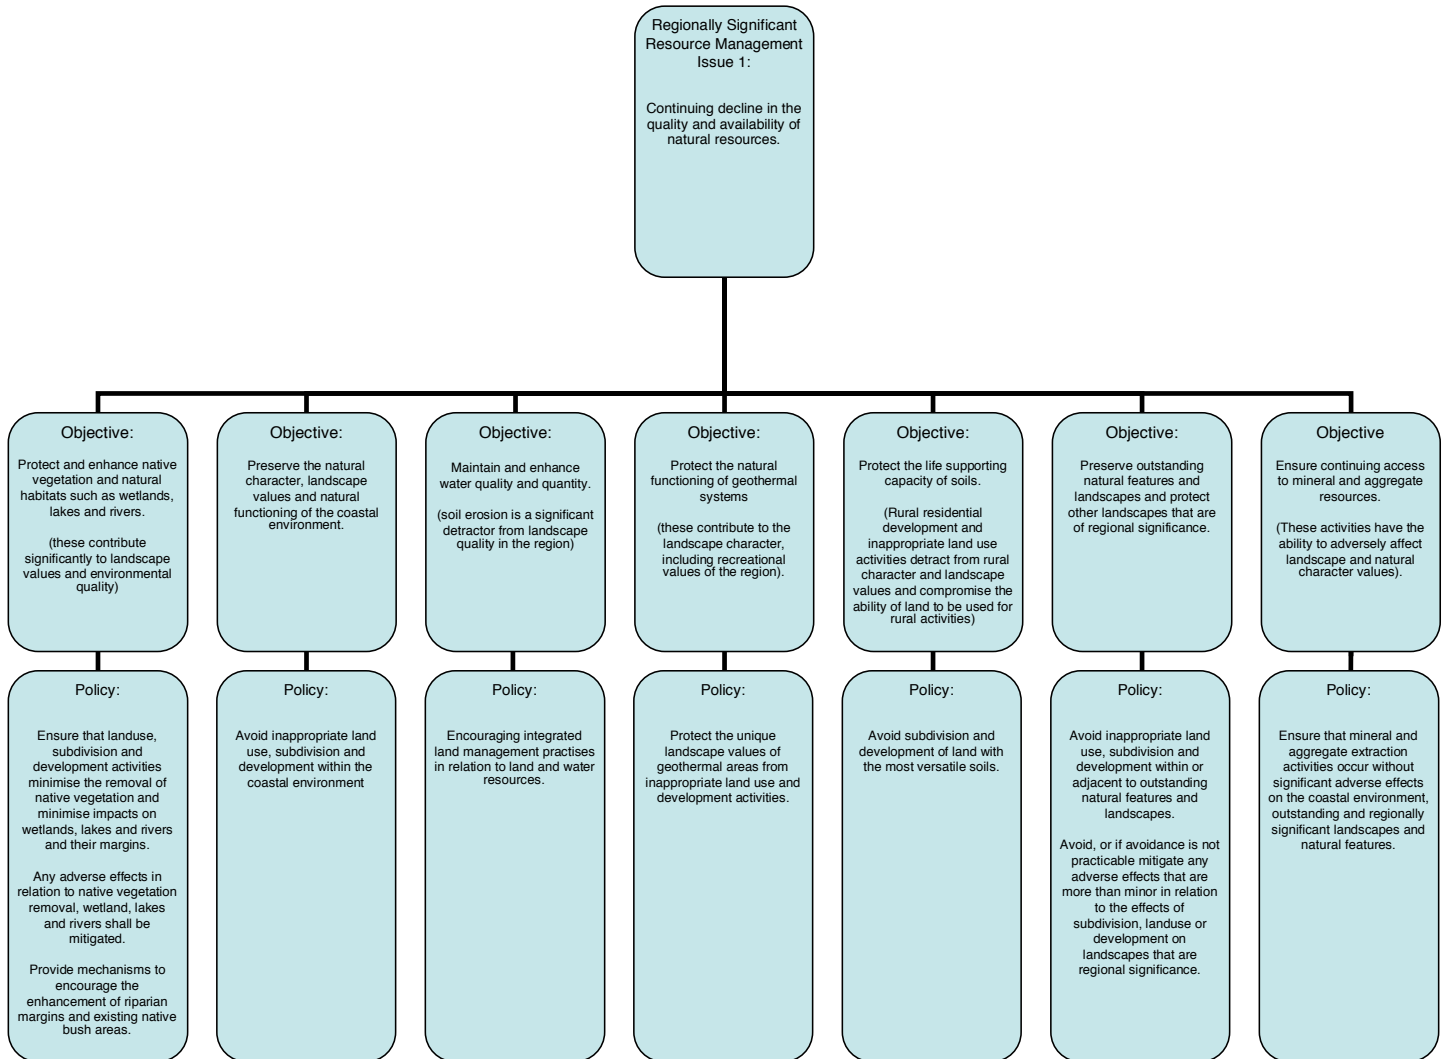 Regionally Significant
Resource Management
Issue 1:
Continuing decline in the
quality and availability of
natural resources.
Objective:
Protect and enhance native
vegetation and natural
habitats such as wetlands,
lakes and rivers.
(these contribute
significantly to landscape
values and environmental
quality)
Objective:
Preserve the natural
character, landscape
values and natural
functioning of the coastal
environment.
Objective:
Maintain and enhance
water quality and quantity.
(soil erosion is a significant
detractor from landscape
quality in the region)
Objective:
Protect the natural
functioning of geothermal
systems
(these contribute to the
landscape character,
including recreational
values of the region).
Objective:
Protect the life supporting
capacity of soils.
(Rural residential
development and
inappropriate land use
activities detract from rural
character and landscape
values and compromise the
ability of land to be used for
rural activities)
Objective:
Preserve outstanding
natural features and
landscapes and protect
other landscapes that are
of regional significance.
Objective
Ensure continuing access
to mineral and aggregate
resources.
(These activities have the
ability to adversely affect
landscape and natural
character values).
Policy:
Ensure that landuse,
subdivision and
development activities
minimise the removal of
native vegetation and
minimise impacts on
wetlands, lakes and rivers
and their margins.
Any adverse effects in
relation to native vegetation
removal, wetland, lakes
and rivers shall be
mitigated.
Provide mechanisms to
encourage the
enhancement of riparian
margins and existing native
bush areas.
Policy:
Avoid inappropriate land
use, subdivision and
development within the
coastal environment
Policy:
Encouraging integrated
land management practises
in relation to land and water
resources.
Policy:
Protect the unique
landscape values of
geothermal areas from
inappropriate land use and
development activities.
Policy:
Avoid subdivision and
development of land with
the most versatile soils.
Policy:
Avoid inappropriate land
use, subdivision and
development within or
adjacent to outstanding
natural features and
landscapes.
Avoid, or if avoidance is not
practicable mitigate any
adverse effects that are
more than minor in relation
to the effects of
subdivision, landuse or
development on
landscapes that are
regional significance.
Policy:
Ensure that mineral and
aggregate extraction
activities occur without
significant adverse effects
on the coastal environment,
outstanding and regionally
significant landscapes and
natural features.